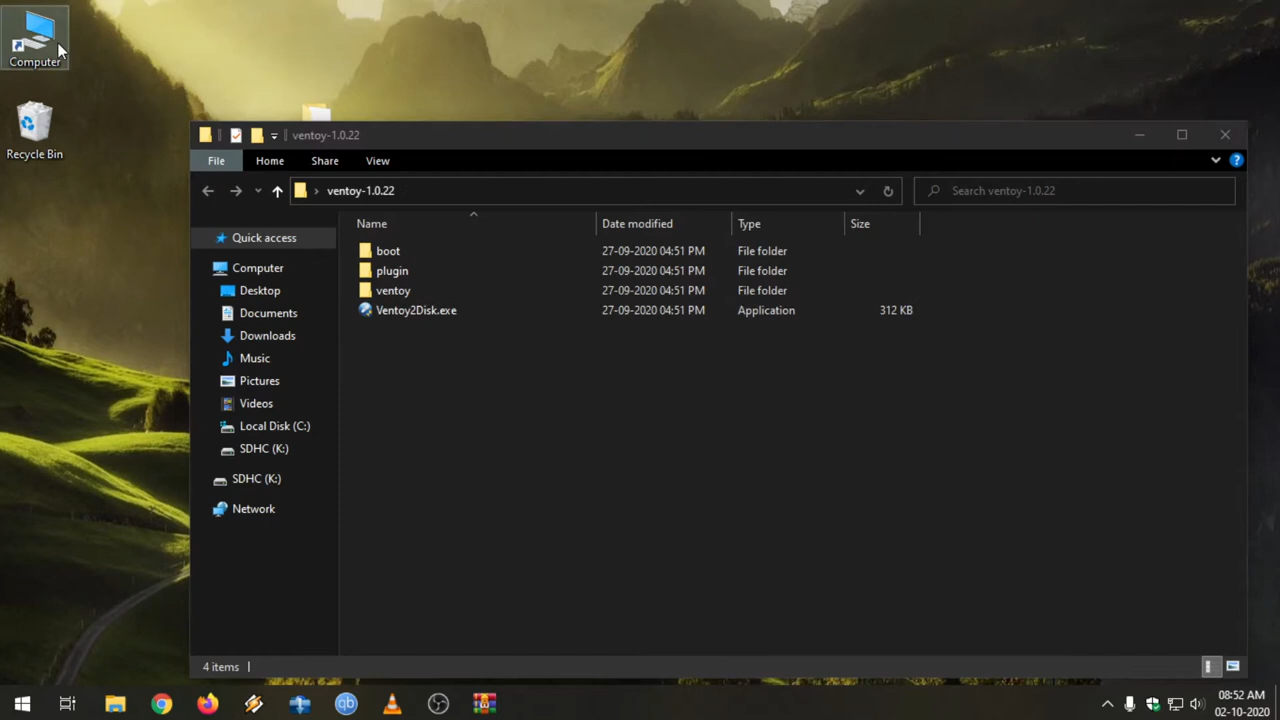 Computer
Recycle Bin
ventoy-1.0.22
File Home Share View
ventoy-1.0.22
Search ventoy-1.0.22
Name Date modified Type Size
Quick access
Computer
Desktop
Documents
Downloads
Music
Pictures
Videos
Local Disk (C:)
SDHC (K:)
SDHC (K:)
Network
boot 27-09-2020 04:51 PM File folder
plugin 27-09-2020 04:51 PM File folder
ventoy 27-09-2020 04:51 PM File folder
Ventoy2Disk.exe 27-09-2020 04:51 PM Application 312 KB
4 items
qb
08:52 AM
02-10-2020